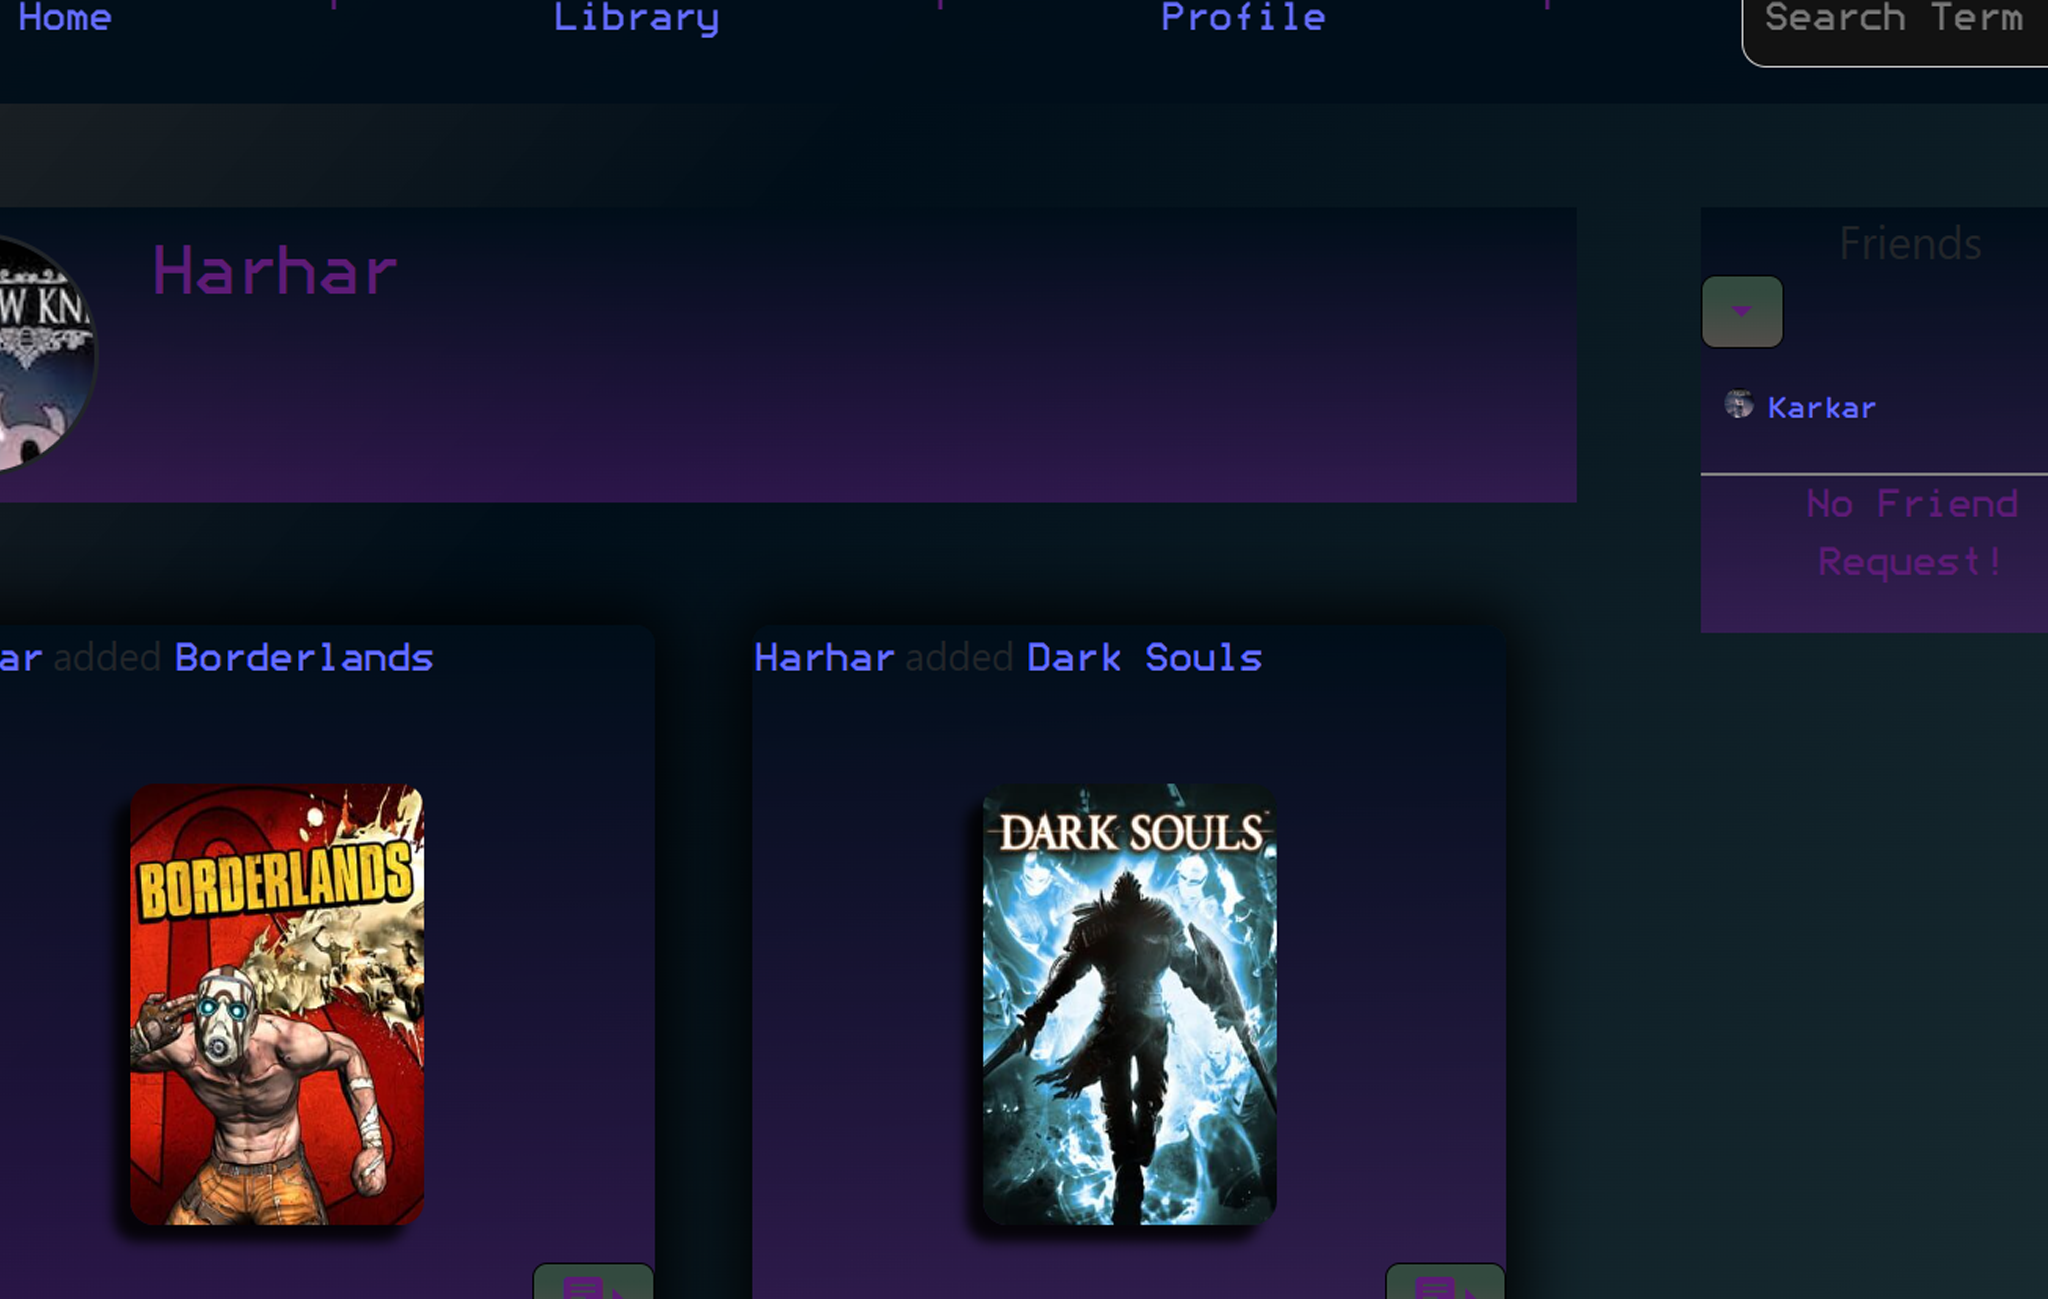 Home Library Profile Search Term
Harhar
Friends
W KN
Karkar
No Friend
Request!
ar added Borderlands
Harhar added Dark Souls
BORDERLANDS
DARK SOULS